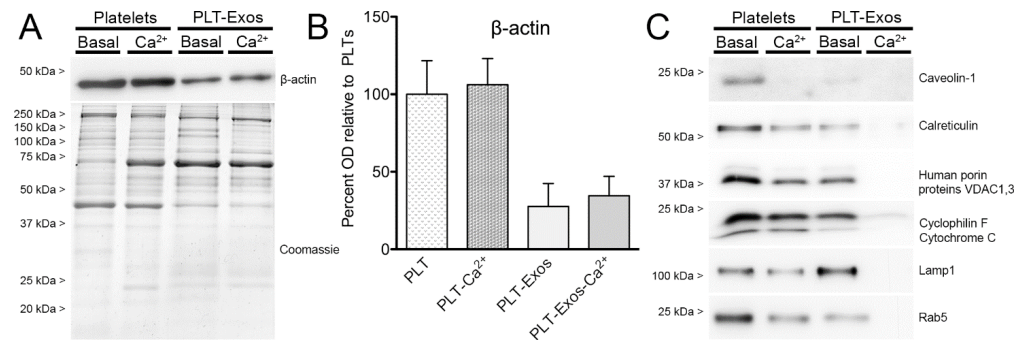 A
Platelets PLT-Exos
Basal Ca²⁺ Basal Ca²⁺
50 kDa >
β-actin
250 kDa >
150 kDa >
100 kDa >
75 kDa >
50 kDa >
37 kDa >
Coomassie
25 kDa >
20 kDa >
B
β-actin
Percent OD relative to PLTs
150
100
50
0
PLT
PLT-Ca²⁺
PLT-Exos
PLT-Exos-Ca²⁺
C
Platelets PLT-Exos
Basal Ca²⁺ Basal Ca²⁺
25 kDa >
Caveolin-1
50 kDa >
Calreticulin
37 kDa >
Human porin
proteins VDAC1,3
25 kDa >
Cyclophilin F
Cytochrome C
100 kDa >
Lamp1
25 kDa >
Rab5